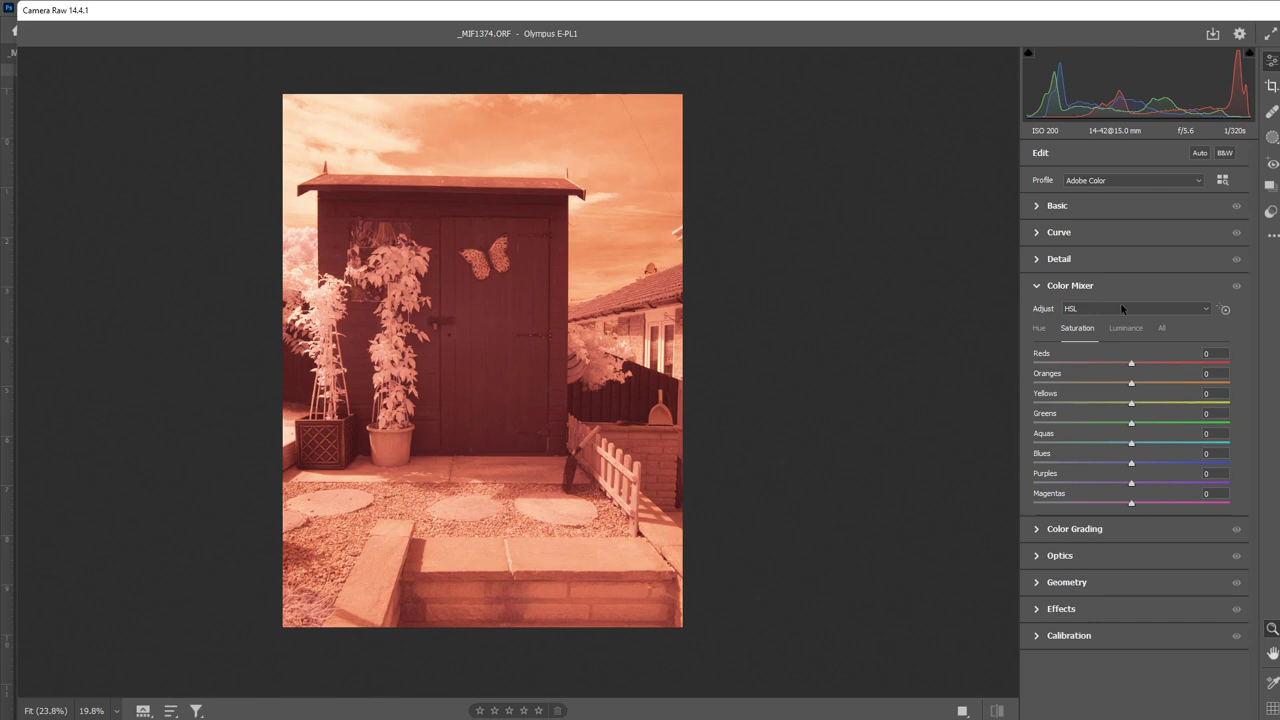 Ps Camera Raw 14.4.1
_MIF1374.ORF - Olympus E-PL1
ISO 200 14-42@15.0 mm f/5.6 1/320s
Edit Auto B&W
Profile Adobe Color
Basic
Curve
Detail
Color Mixer
Adjust HSL
Hue Saturation Luminance All
Reds 0
Oranges 0
Yellows 0
Greens 0
Aquas 0
Blues 0
Purples 0
Magentas 0
Color Grading
Optics
Geometry
Effects
Calibration
Fit (23.8%) 19.8%